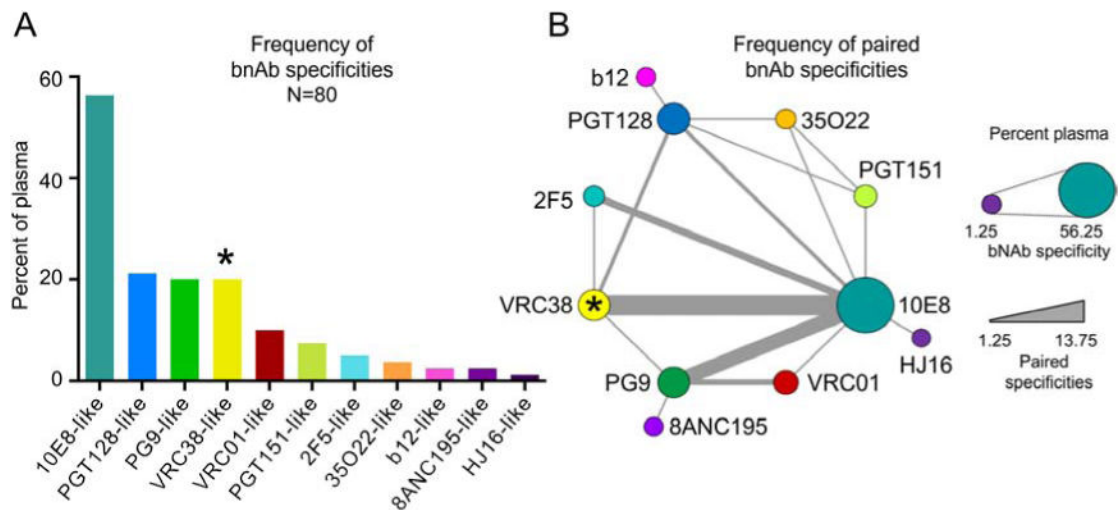 A
Frequency of
bnAb specificities
N=80
Percent of plasma
60
40
20
0
*
10E8-like
PGT128-like
PG9-like
VRC38-like
VRC01-like
PGT151-like
2F5-like
35O22-like
b12-like
8ANC195-like
HJ16-like
B
Frequency of paired
bnAb specificities
b12
PGT128
35O22
PGT151
2F5
VRC38
*
10E8
HJ16
PG9
VRC01
8ANC195
Percent plasma
1.25 56.25
bNAb specificity
1.25 13.75
Paired
specificities